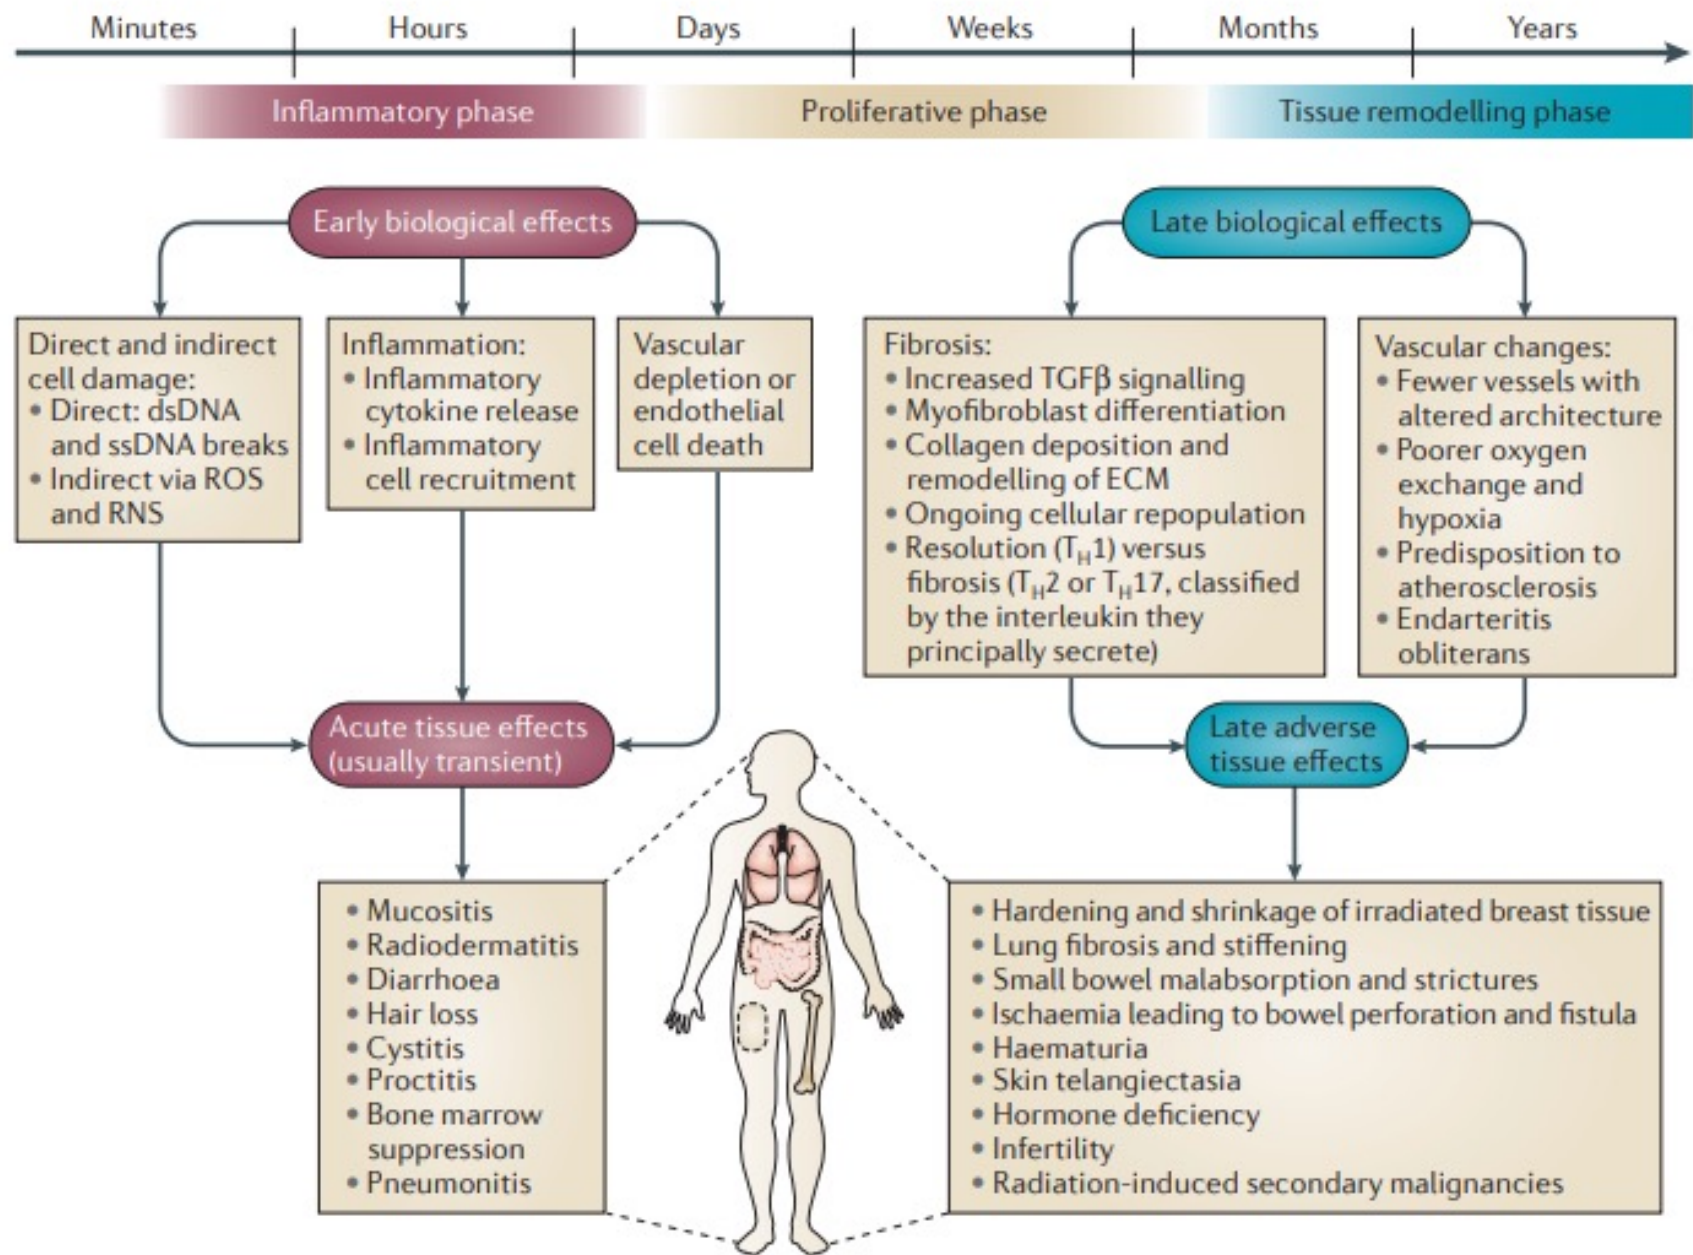 Minutes
Hours
Days
Weeks
Months
Years
Inflammatory phase
Proliferative phase
Tissue remodelling phase
Early biological effects
Direct and indirect
cell damage:
• Direct: dsDNA
and ssDNA breaks
• Indirect via ROS
and RNS
Inflammation:
• Inflammatory
cytokine release
• Inflammatory
cell recruitment
Vascular
depletion or
endothelial
cell death
Acute tissue effects
(usually transient)
• Mucositis
• Radiodermatitis
• Diarrhoea
• Hair loss
• Cystitis
• Proctitis
• Bone marrow
suppression
• Pneumonitis
Late biological effects
Fibrosis:
• Increased TGFβ signalling
• Myofibroblast differentiation
• Collagen deposition and
remodelling of ECM
• Ongoing cellular repopulation
• Resolution (TH1) versus
fibrosis (TH2 or TH17, classified
by the interleukin they
principally secrete)
Vascular changes:
• Fewer vessels with
altered architecture
• Poorer oxygen
exchange and
hypoxia
• Predisposition to
atherosclerosis
• Endarteritis
obliterans
Late adverse
tissue effects
• Hardening and shrinkage of irradiated breast tissue
• Lung fibrosis and stiffening
• Small bowel malabsorption and strictures
• Ischaemia leading to bowel perforation and fistula
• Haematuria
• Skin telangiectasia
• Hormone deficiency
• Infertility
• Radiation-induced secondary malignancies